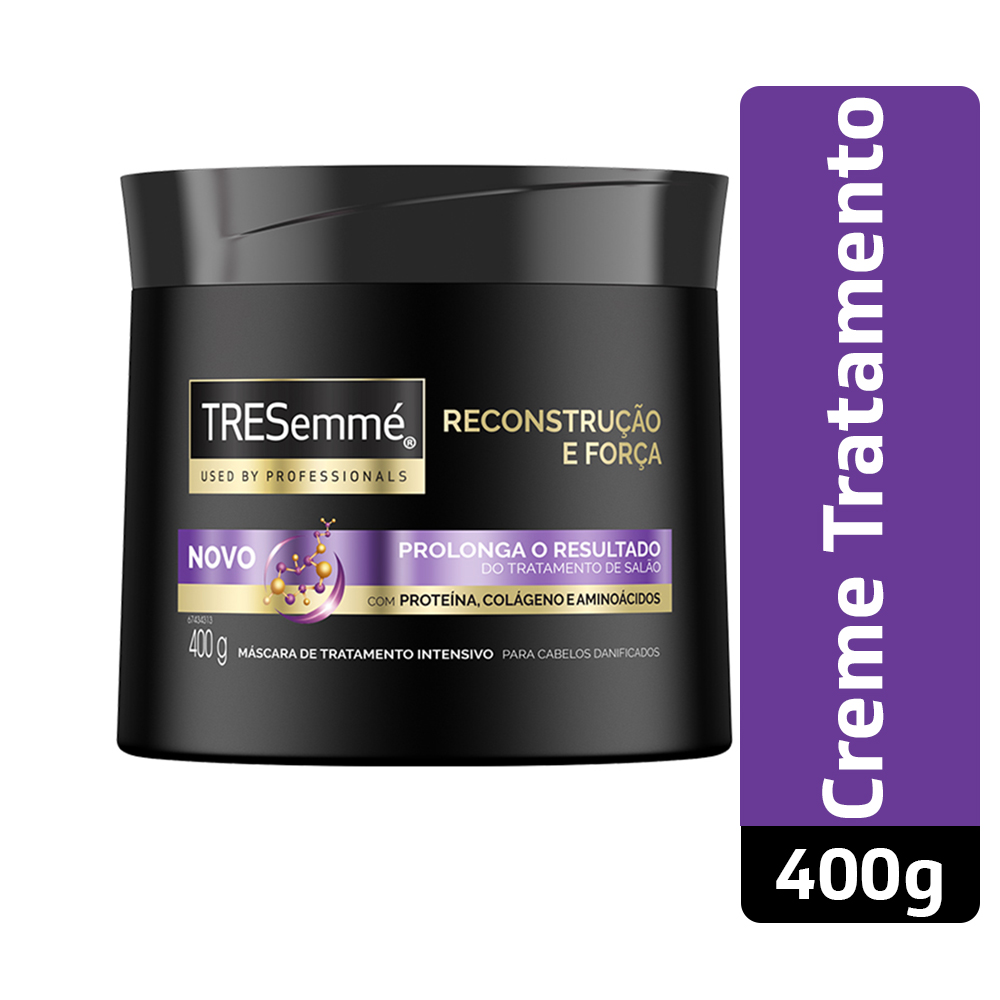 TRESemmé®
USED BY PROFESSIONALS
RECONSTRUÇÃO
E FORÇA
NOVO
PROLONGA O RESULTADO
DO TRATAMENTO DE SALÃO
COM PROTEÍNA, COLÁGENO E AMINOÁCIDOS
67434313
400 g
MÁSCARA DE TRATAMENTO INTENSIVO PARA CABELOS DANIFICADOS
Creme Tratamento
400g